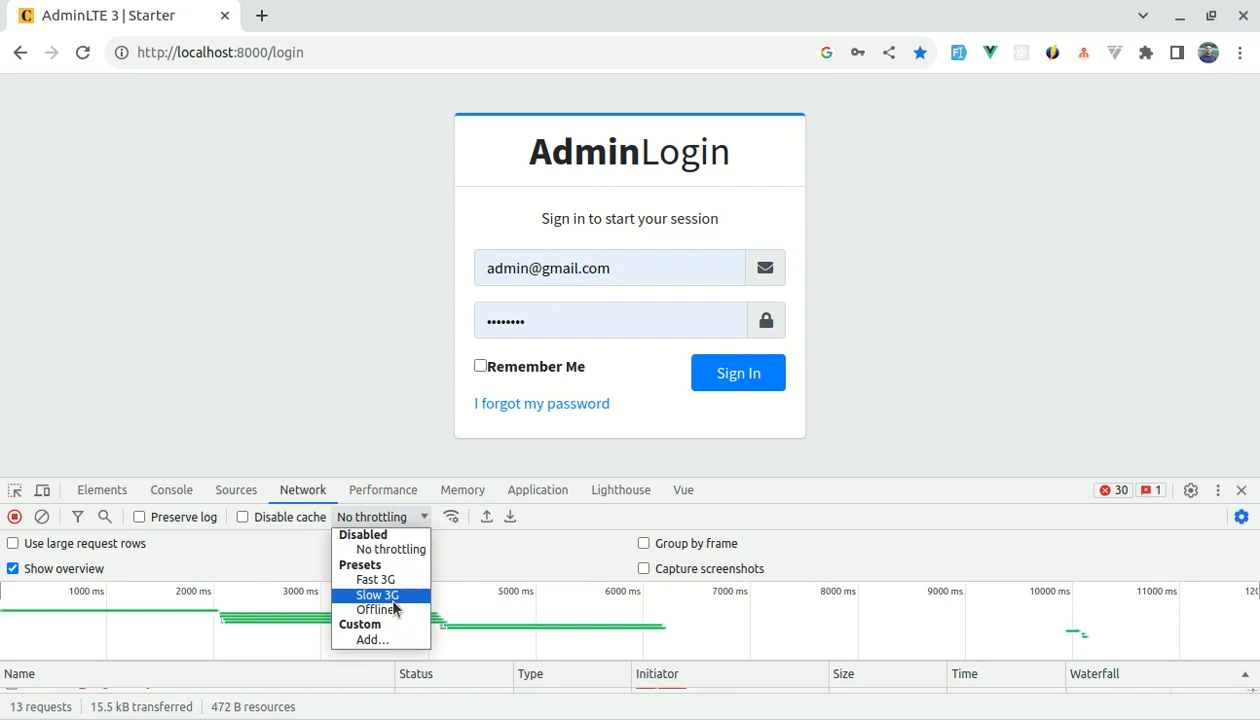 AdminLTE 3 | Starter
http://localhost:8000/login
AdminLogin
Sign in to start your session
admin@gmail.com
••••••••
Remember Me
Sign In
I forgot my password
Elements Console Sources Network Performance Memory Application Lighthouse Vue 30 1
Preserve log Disable cache No throttling
Disabled
No throttling
Presets
Fast 3G
Slow 3G
Offline
Custom
Add...
Use large request rows Group by frame
Show overview Capture screenshots
1000 ms 2000 ms 3000 ms 5000 ms 6000 ms 7000 ms 8000 ms 9000 ms 10000 ms 11000 ms
Name Status Type Initiator Size Time Waterfall
13 requests 15.5 kB transferred 472 B resources